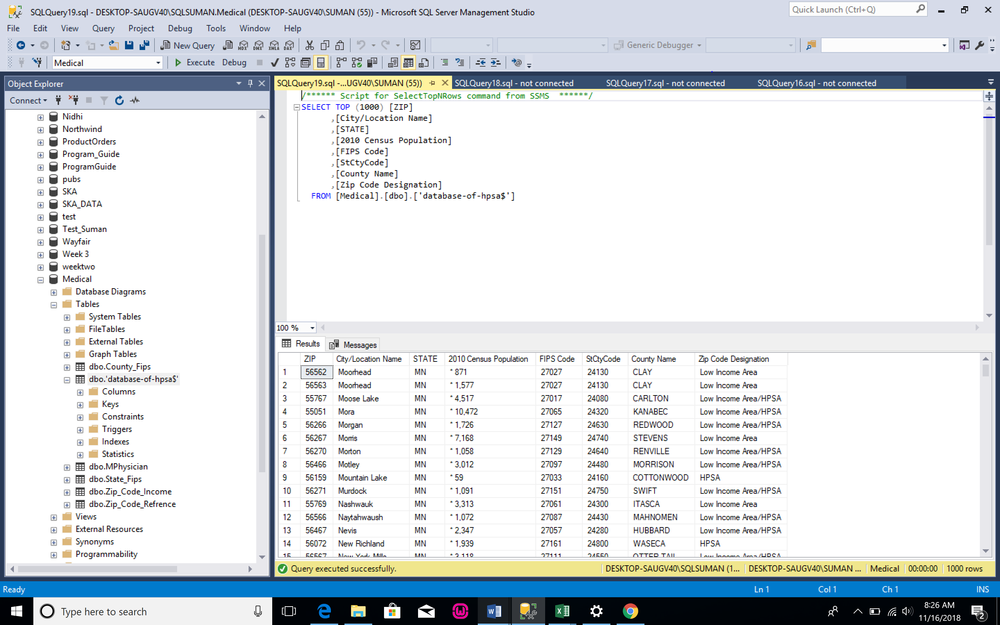 SQLQuery19.sql - DESKTOP-SAUGV40\SQLSUMAN.Medical (DESKTOP-SAUGV40\SUMAN (55)) - Microsoft SQL Server Management Studio
Quick Launch (Ctrl+Q)
File Edit View Query Project Debug Tools Window Help
New Query MDX DMX XMLA DAX Generic Debugger
Medical Execute Debug
Object Explorer
Connect
Nidhi
Northwind
ProductOrders
Program_Guide
ProgramGuide
pubs
SKA
SKA_DATA
test
Test_Suman
Wayfair
Week 3
weektwo
Medical
Database Diagrams
Tables
System Tables
FileTables
External Tables
Graph Tables
dbo.County_Fips
dbo.'database-of-hpsa$'
Columns
Keys
Constraints
Triggers
Indexes
Statistics
dbo.MPhysician
dbo.State_Fips
dbo.Zip_Code_Income
dbo.Zip_Code_Refrence
Views
External Resources
Synonyms
Programmability
SQLQuery19.sql -...UGV40\SUMAN (55)) SQLQuery18.sql - not connected SQLQuery17.sql - not connected SQLQuery16.sql - not connected
/****** Script for SelectTopNRows command from SSMS  ******/
SELECT TOP (1000) [ZIP]
,[City/Location Name]
,[STATE]
,[2010 Census Population]
,[FIPS Code]
,[StCtyCode]
,[County Name]
,[Zip Code Designation]
FROM [Medical].[dbo].['database-of-hpsa$']
100 %
Results Messages
ZIP City/Location Name STATE 2010 Census Population FIPS Code StCtyCode County Name Zip Code Designation
1 56562 Moorhead MN * 871 27027 24130 CLAY Low Income Area
2 56563 Moorhead MN * 1,577 27027 24130 CLAY Low Income Area
3 55767 Moose Lake MN * 4,517 27017 24080 CARLTON Low Income Area/HPSA
4 55051 Mora MN * 10,472 27065 24320 KANABEC Low Income Area/HPSA
5 56266 Morgan MN * 1,726 27127 24630 REDWOOD Low Income Area/HPSA
6 56267 Morris MN * 7,168 27149 24740 STEVENS Low Income Area
7 56270 Morton MN * 1,058 27129 24640 RENVILLE Low Income Area/HPSA
8 56466 Motley MN * 3,012 27097 24480 MORRISON Low Income Area/HPSA
9 56159 Mountain Lake MN * 59 27033 24160 COTTONWOOD HPSA
10 56271 Murdock MN * 1,091 27151 24750 SWIFT Low Income Area/HPSA
11 55769 Nashwauk MN * 3,313 27061 24300 ITASCA Low Income Area
12 56566 Naytahwaush MN * 1,072 27087 24430 MAHNOMEN Low Income Area/HPSA
13 56467 Nevis MN * 2,347 27057 24280 HUBBARD Low Income Area/HPSA
14 56072 New Richland MN * 1,939 27161 24800 WASECA HPSA
15 56567 New York Mills MN * 3,118 27111 24550 OTTER TAIL Low Income Area/HPSA
Query executed successfully. DESKTOP-SAUGV40\SQLSUMAN (1... DESKTOP-SAUGV40\SUMAN ... Medical 00:00:00 1000 rows
Ready Ln 1 Col 1 Ch 1 INS
Type here to search
8:26 AM
11/16/2018
2